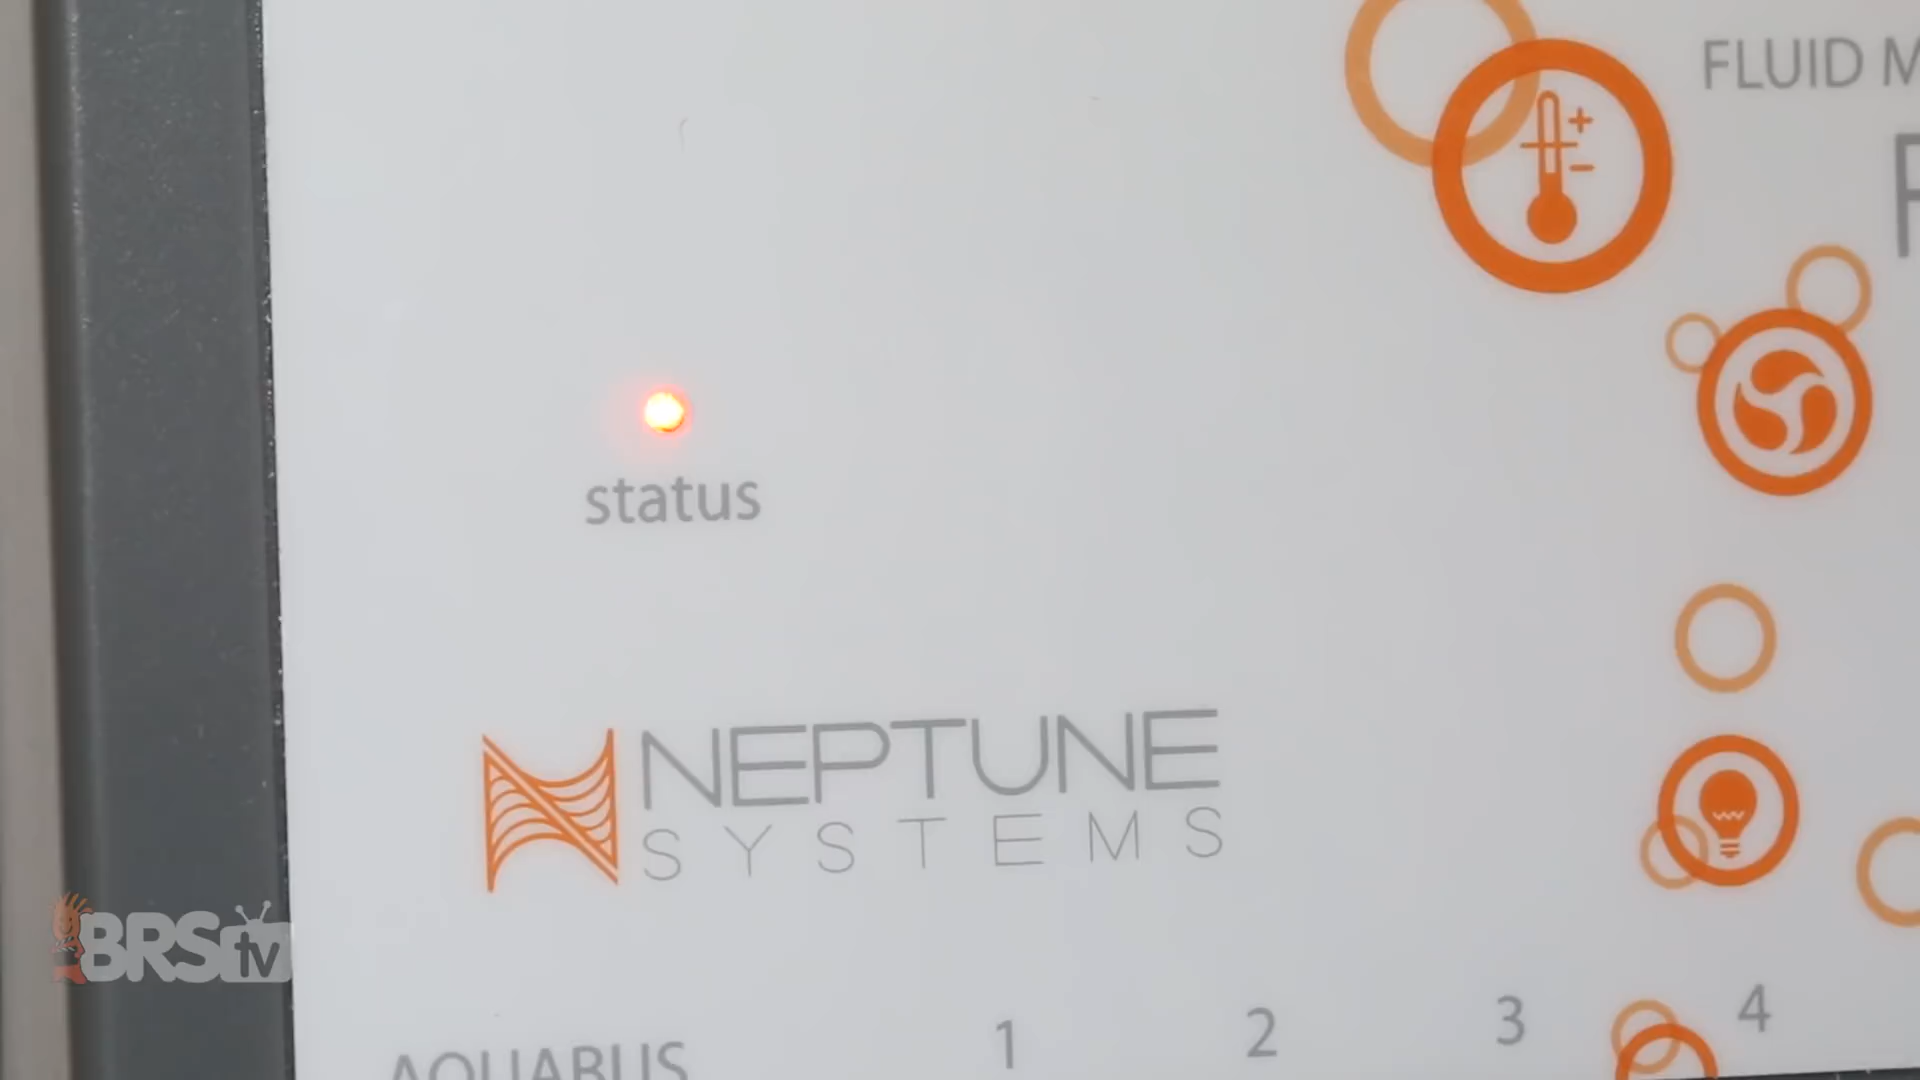 FLUID M
F
status
NEPTUNE
SYSTEMS
BRStv
AQUABUS
1 2 3 4